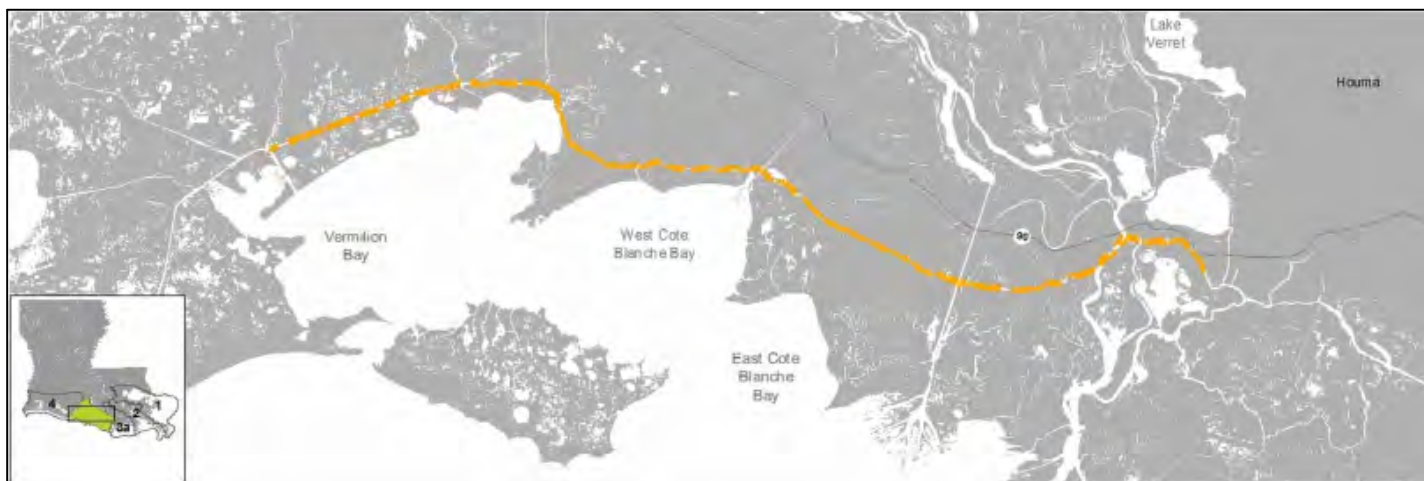 Lake
Verret
Houma
Vermilion
Bay
West Cote
Blanche Bay
90
East Cote
Blanche
Bay
4
1
2
3a